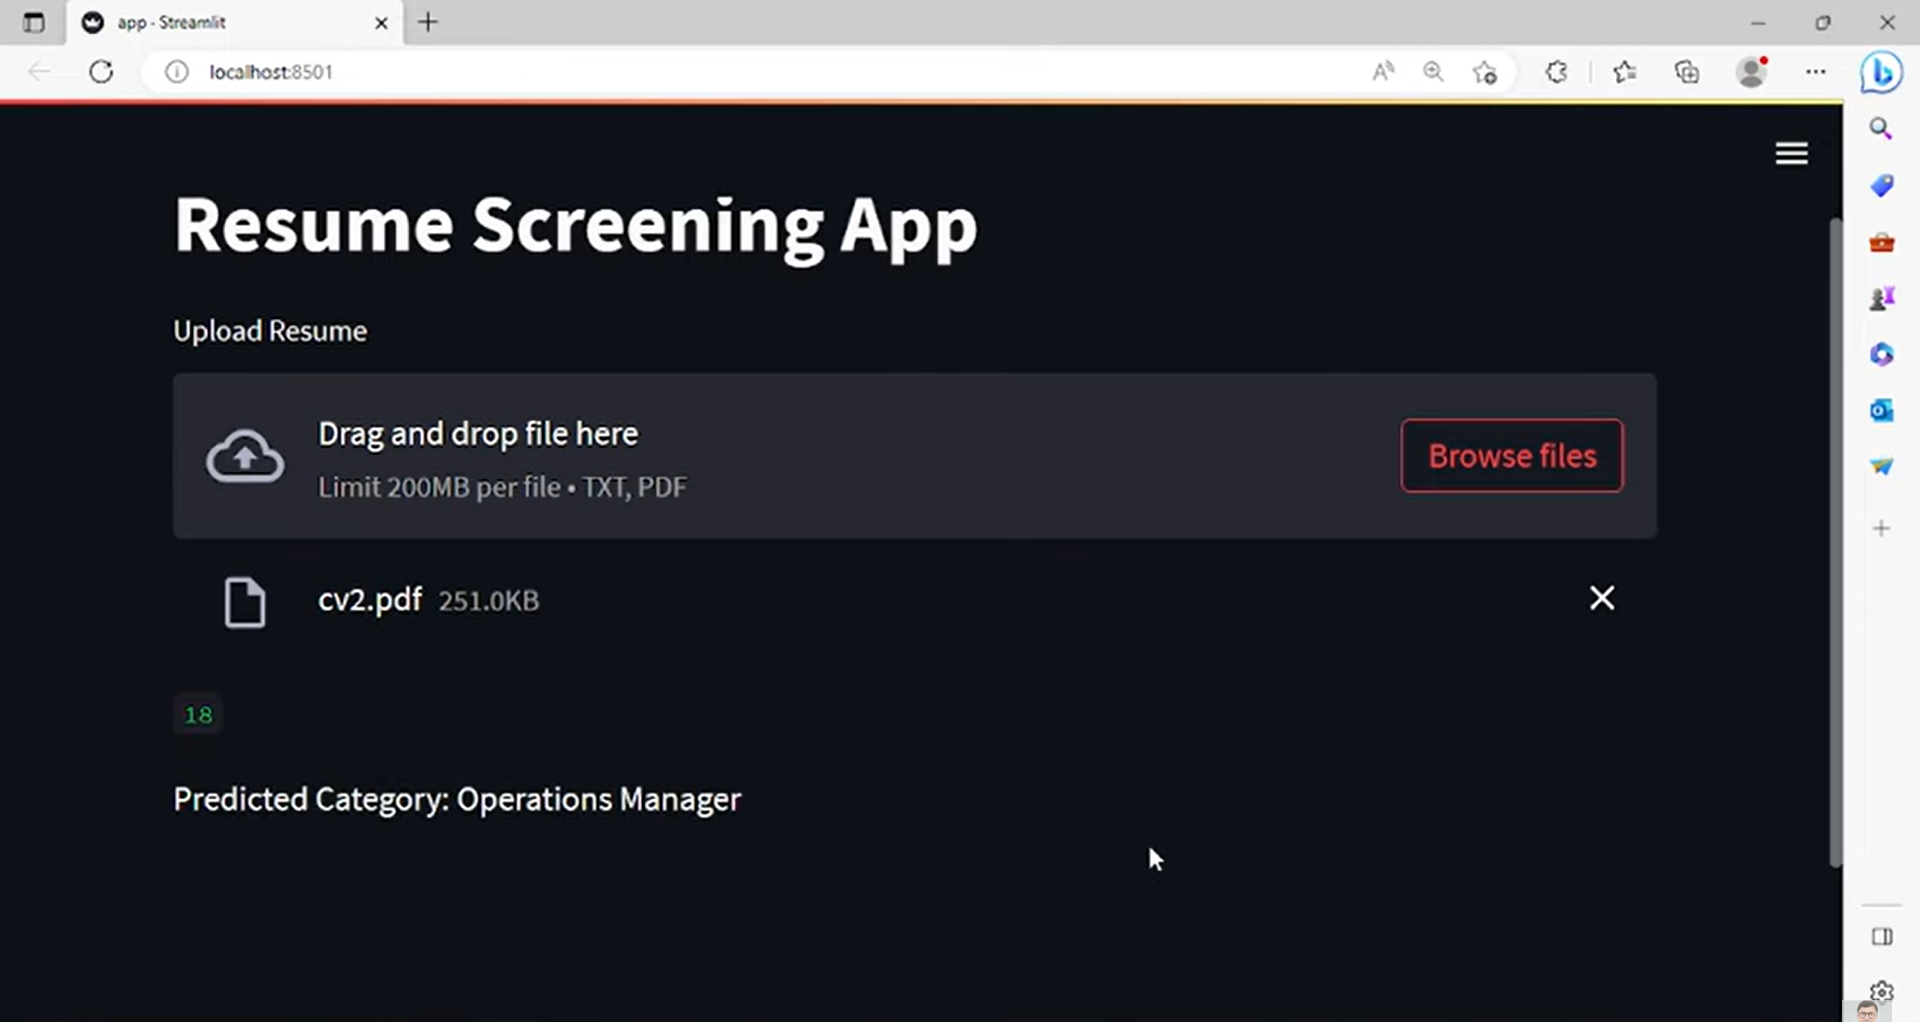 app - Streamlit
localhost:8501
Resume Screening App
Upload Resume
Drag and drop file here
Limit 200MB per file • TXT, PDF
Browse files
cv2.pdf 251.0KB
18
Predicted Category: Operations Manager